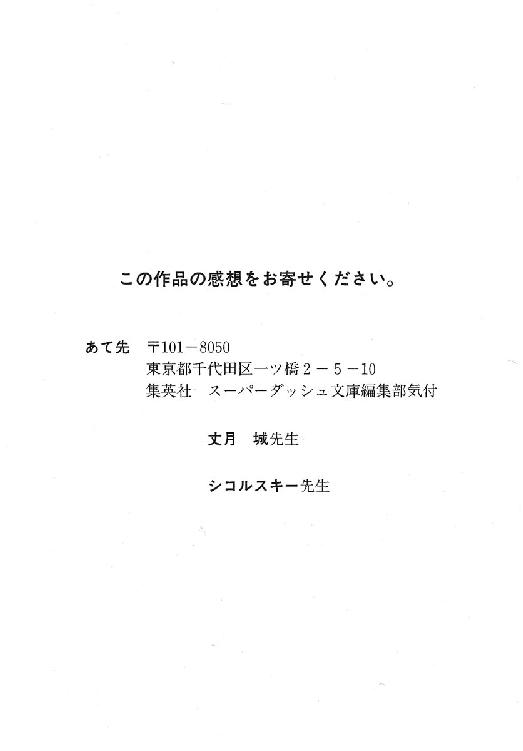 この作品の感想をお寄せください。
あて先　〒101－8050
東京都千代田区一ツ橋２－５－10
集英社　スーパーダッシュ文庫編集部気付
丈月　城先生
シコルスキー先生